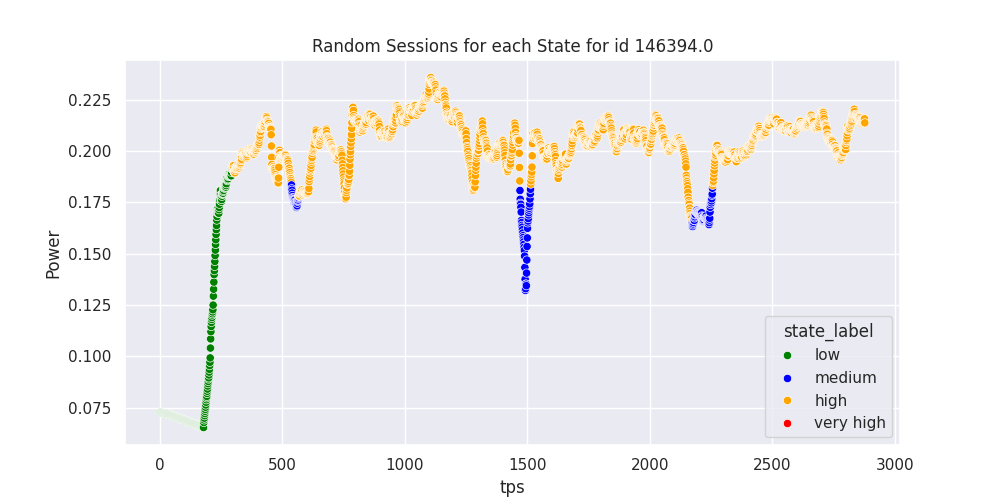 Random Sessions for each State for id 146394.0
Power
0.225
0.200
0.175
0.150
0.125
0.100
0.075
0
500
1000
1500
2000
2500
3000
tps
state_label
low
medium
high
very high